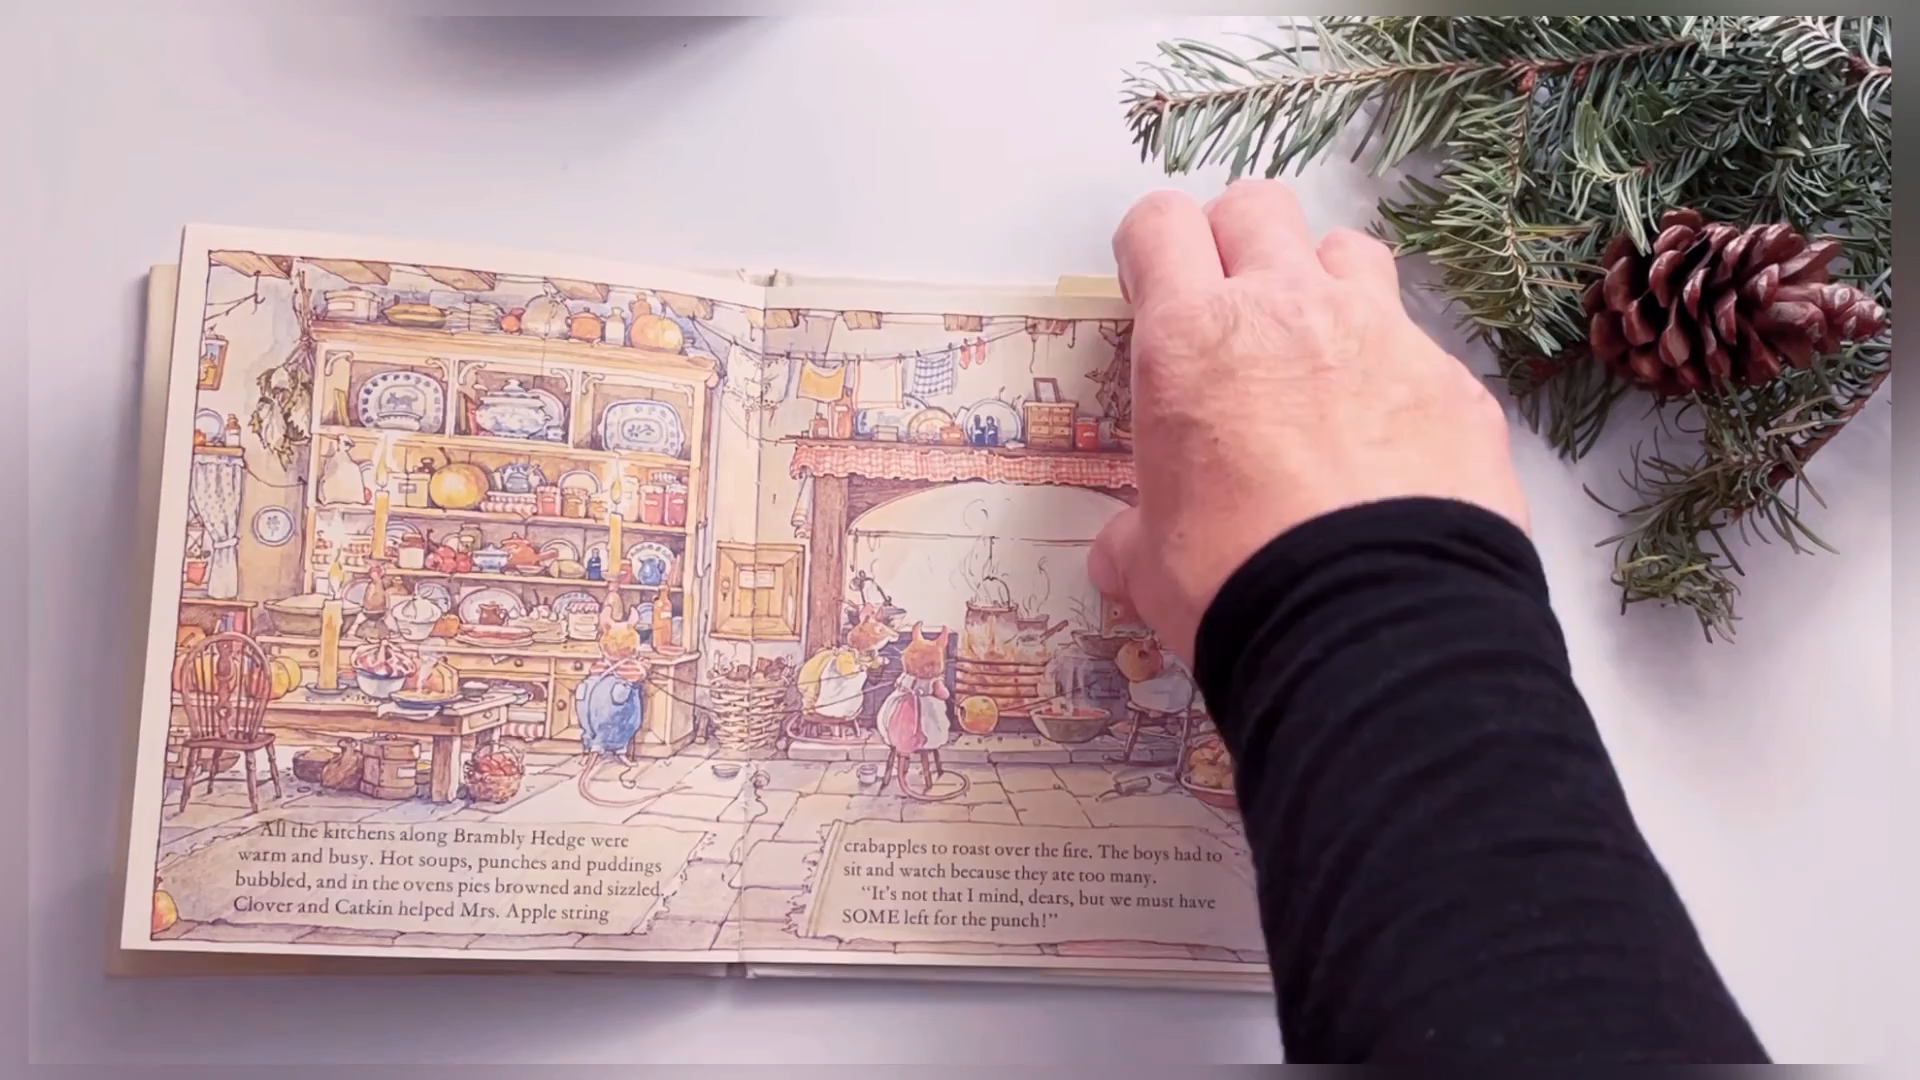 All the kitchens along Brambly Hedge were
warm and busy. Hot soups, punches and puddings
bubbled, and in the ovens pies browned and sizzled.
Clover and Catkin helped Mrs. Apple string
crabapples to roast over the fire. The boys had to
sit and watch because they ate too many.
“It's not that I mind, dears, but we must have
SOME left for the punch!”